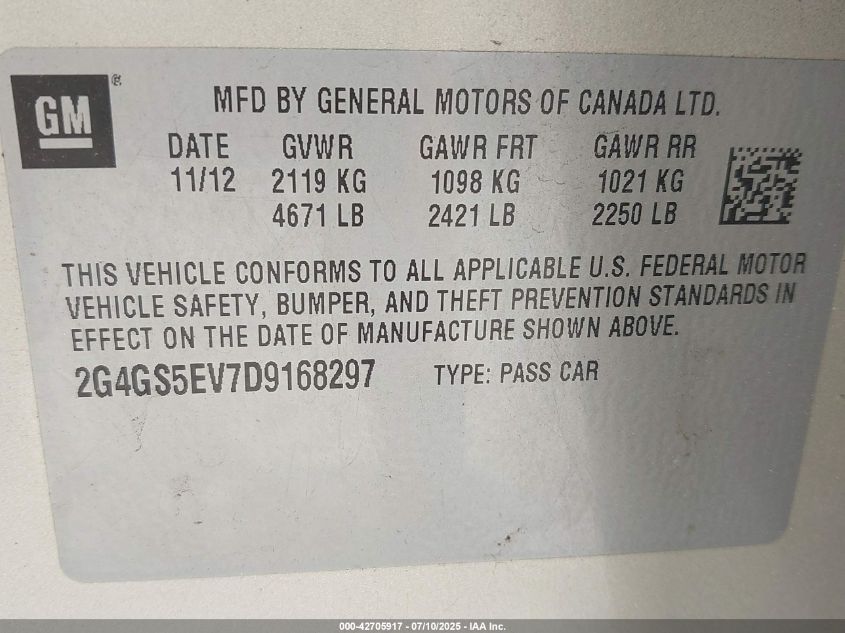 GM ®
MFD BY GENERAL MOTORS OF CANADA LTD.
DATE GVWR GAWR FRT GAWR RR
11/12 2119 KG 1098 KG 1021 KG
4671 LB 2421 LB 2250 LB
THIS VEHICLE CONFORMS TO ALL APPLICABLE U.S. FEDERAL MOTOR
VEHICLE SAFETY, BUMPER, AND THEFT PREVENTION STANDARDS IN
EFFECT ON THE DATE OF MANUFACTURE SHOWN ABOVE.
2G4GS5EV7D9168297 TYPE: PASS CAR
000-42705917 - 07/10/2025 - IAA Inc.